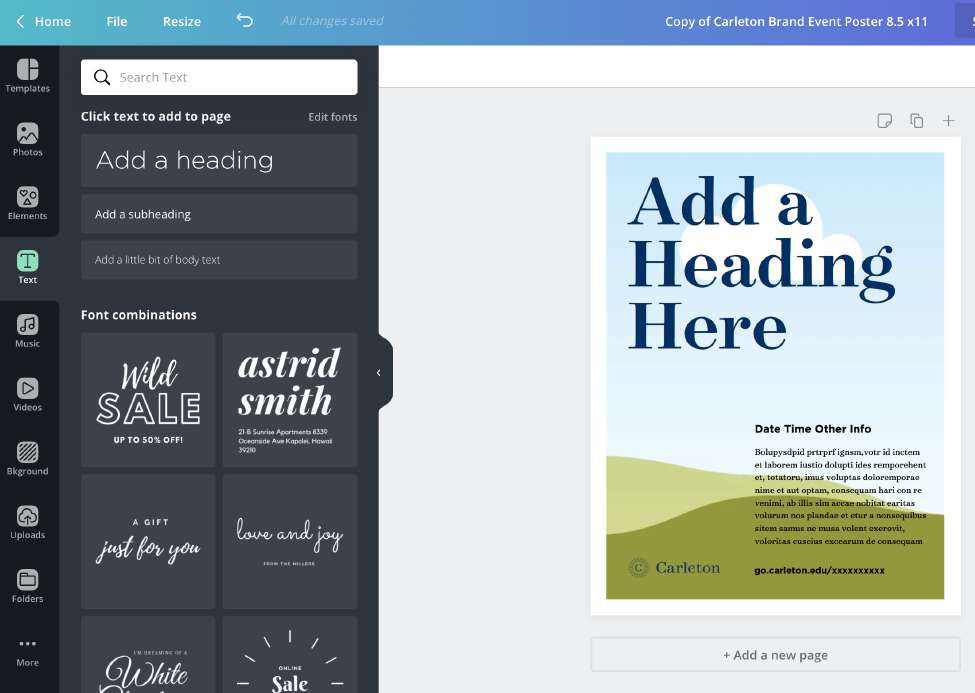 Home File Resize All changes saved Copy of Carleton Brand Event Poster 8.5 x11
Templates
Photos
Elements
Text
Music
Videos
Bkground
Uploads
Folders
More
Search Text
Click text to add to page Edit fonts
Add a heading
Add a subheading
Add a little bit of body text
Font combinations
Wild
SALE
UP TO 50% OFF!
astrid
smith
21-B Sunrise Apartments 8339
Oceanside Ave Kapolei, Hawaii
39210
A GIFT
just for you
love and joy
FROM THE MILLERS
I'M DREAMING OF A
White
ONLINE
Sale
Add a
Heading
Here
Date Time Other Info
Bolupysdpid prtrprf ignsm,votr id inctem
et laborem iustio dolupti ides remporehent
et, totatoru, imus voluptas doloremporae
nime et aut optam, consequam hari con re
venimi, ab illis sim accae nobitat earitas
volurum nos plandae et etur a nonsequibus
sitem samus ne musa volent exerovit,
voloritas cuscius excearum de consequam
C Carleton
go.carleton.edu/xxxxxxxxxx
+ Add a new page